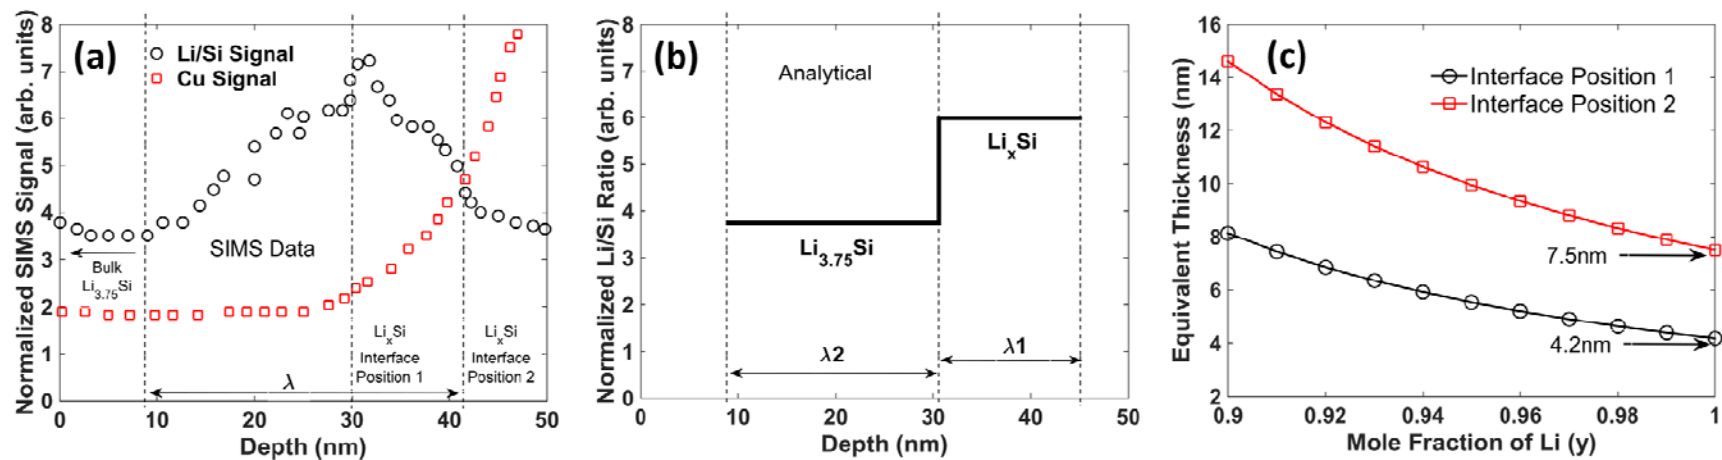 (a)
Li/Si Signal
Cu Signal
SIMS Data
Bulk
Li3.75Si
LixSi
Interface
Position 1
LixSi
Interface
Position 2
λ
Normalized SIMS Signal (arb. units)
0 1 2 3 4 5 6 7 8
0 10 20 30 40 50
Depth (nm)
(b)
Analytical
LixSi
Li3.75Si
λ2
λ1
Normalized Li/Si Ratio (arb. units)
0 1 2 3 4 5 6 7 8
0 10 20 30 40 50
Depth (nm)
(c)
Interface Position 1
Interface Position 2
7.5nm
4.2nm
Equivalent Thickness (nm)
2 4 6 8 10 12 14 16
0.9 0.92 0.94 0.96 0.98 1
Mole Fraction of Li (y)